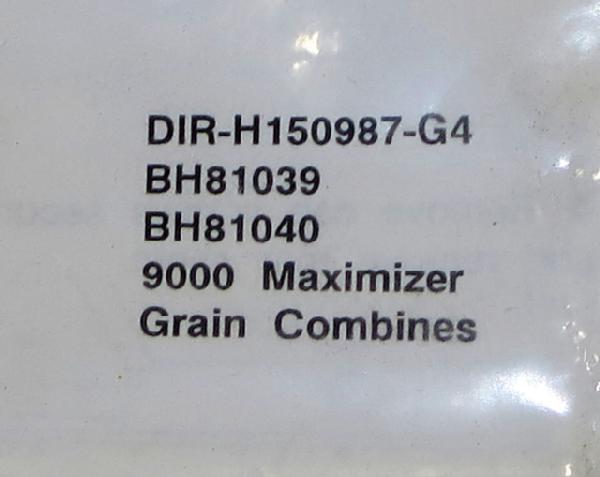 DIR-H150987-G4
BH81039
BH81040
9000 Maximizer
Grain Combines